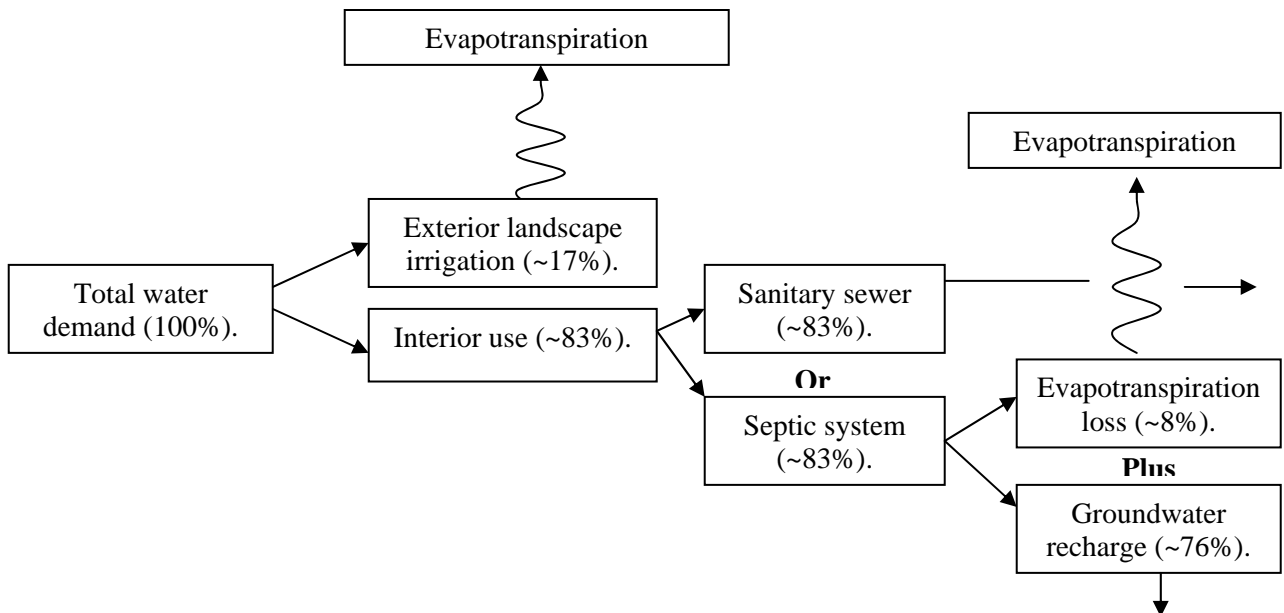 Evapotranspiration
Evapotranspiration
Exterior landscape
irrigation (~17%).
Total water
demand (100%).
Interior use (~83%).
Sanitary sewer
(~83%).
Or
Septic system
(~83%).
Evapotranspiration
loss (~8%).
Plus
Groundwater
recharge (~76%).